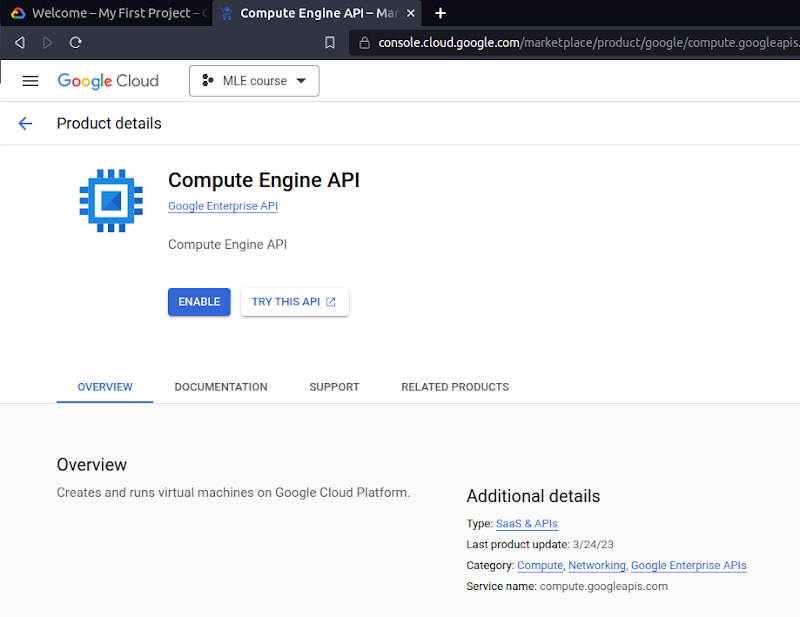 Welcome – My First Project – C
Compute Engine API – Mar
console.cloud.google.com/marketplace/product/google/compute.googleapis.
Google Cloud
MLE course
Product details
Compute Engine API
Google Enterprise API
Compute Engine API
ENABLE
TRY THIS API
OVERVIEW
DOCUMENTATION
SUPPORT
RELATED PRODUCTS
Overview
Creates and runs virtual machines on Google Cloud Platform.
Additional details
Type: SaaS & APIs
Last product update: 3/24/23
Category: Compute, Networking, Google Enterprise APIs
Service name: compute.googleapis.com